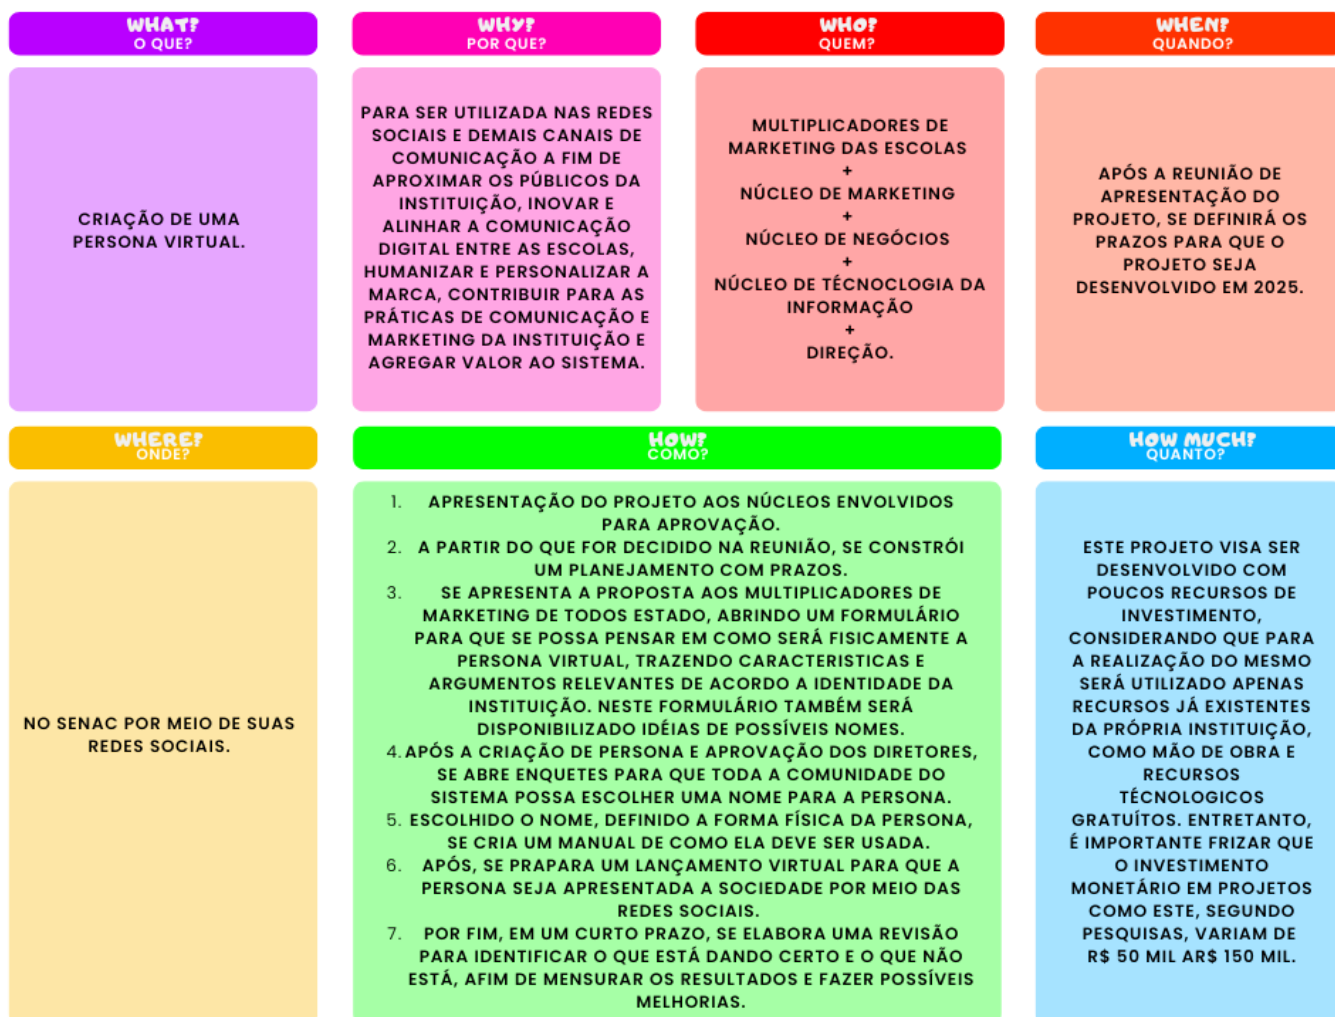 WHAT?
O QUE?
CRIAÇÃO DE UMA
PERSONA VIRTUAL.
WHY?
POR QUE?
PARA SER UTILIZADA NAS REDES
SOCIAIS E DEMAIS CANAIS DE
COMUNICAÇÃO A FIM DE
APROXIMAR OS PÚBLICOS DA
INSTITUIÇÃO, INOVAR E
ALINHAR A COMUNICAÇÃO
DIGITAL ENTRE AS ESCOLAS,
HUMANIZAR E PERSONALIZAR A
MARCA, CONTRIBUIR PARA AS
PRÁTICAS DE COMUNICAÇÃO E
MARKETING DA INSTITUIÇÃO E
AGREGAR VALOR AO SISTEMA.
WHO?
QUEM?
MULTIPLICADORES DE
MARKETING DAS ESCOLAS
+
NÚCLEO DE MARKETING
+
NÚCLEO DE NEGÓCIOS
+
NÚCLEO DE TÉCNOCLOGIA DA
INFORMAÇÃO
+
DIREÇÃO.
WHEN?
QUANDO?
APÓS A REUNIÃO DE
APRESENTAÇÃO DO
PROJETO, SE DEFINIRÁ OS
PRAZOS PARA QUE O
PROJETO SEJA
DESENVOLVIDO EM 2025.
WHERE?
ONDE?
NO SENAC POR MEIO DE SUAS
REDES SOCIAIS.
HOW?
COMO?
1. APRESENTAÇÃO DO PROJETO AOS NÚCLEOS ENVOLVIDOS
PARA APROVAÇÃO.
2. A PARTIR DO QUE FOR DECIDIDO NA REUNIÃO, SE CONSTRÓI
UM PLANEJAMENTO COM PRAZOS.
3. SE APRESENTA A PROPOSTA AOS MULTIPLICADORES DE
MARKETING DE TODOS ESTADO, ABRINDO UM FORMULÁRIO
PARA QUE SE POSSA PENSAR EM COMO SERÁ FISICAMENTE A
PERSONA VIRTUAL, TRAZENDO CARACTERISTICAS E
ARGUMENTOS RELEVANTES DE ACORDO A IDENTIDADE DA
INSTITUIÇÃO. NESTE FORMULÁRIO TAMBÉM SERÁ
DISPONIBILIZADO IDÉIAS DE POSSÍVEIS NOMES.
4. APÓS A CRIAÇÃO DE PERSONA E APROVAÇÃO DOS DIRETORES,
SE ABRE ENQUETES PARA QUE TODA A COMUNIDADE DO
SISTEMA POSSA ESCOLHER UMA NOME PARA A PERSONA.
5. ESCOLHIDO O NOME, DEFINIDO A FORMA FÍSICA DA PERSONA,
SE CRIA UM MANUAL DE COMO ELA DEVE SER USADA.
6. APÓS, SE PRAPARA UM LANÇAMENTO VIRTUAL PARA QUE A
PERSONA SEJA APRESENTADA A SOCIEDADE POR MEIO DAS
REDES SOCIAIS.
7. POR FIM, EM UM CURTO PRAZO, SE ELABORA UMA REVISÃO
PARA IDENTIFICAR O QUE ESTÁ DANDO CERTO E O QUE NÃO
ESTÁ, AFIM DE MENSURAR OS RESULTADOS E FAZER POSSÍVEIS
MELHORIAS.
HOW MUCH?
QUANTO?
ESTE PROJETO VISA SER
DESENVOLVIDO COM
POUCOS RECURSOS DE
INVESTIMENTO,
CONSIDERANDO QUE PARA
A REALIZAÇÃO DO MESMO
SERÁ UTILIZADO APENAS
RECURSOS JÁ EXISTENTES
DA PRÓPRIA INSTITUIÇÃO,
COMO MÃO DE OBRA E
RECURSOS
TÉCNOLOGICOS
GRATUÍTOS. ENTRETANTO,
É IMPORTANTE FRIZAR QUE
O INVESTIMENTO
MONETÁRIO EM PROJETOS
COMO ESTE, SEGUNDO
PESQUISAS, VARIAM DE
R$ 50 MIL AR$ 150 MIL.